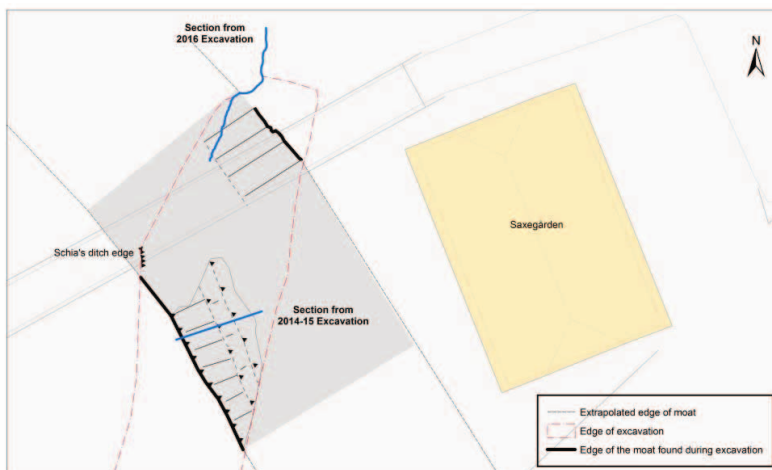 Section from
2016 Excavation
N
Saxegården
Schia's ditch edge
Section from
2014-15 Excavation
Extrapolated edge of moat
Edge of excavation
Edge of the moat found during excavation